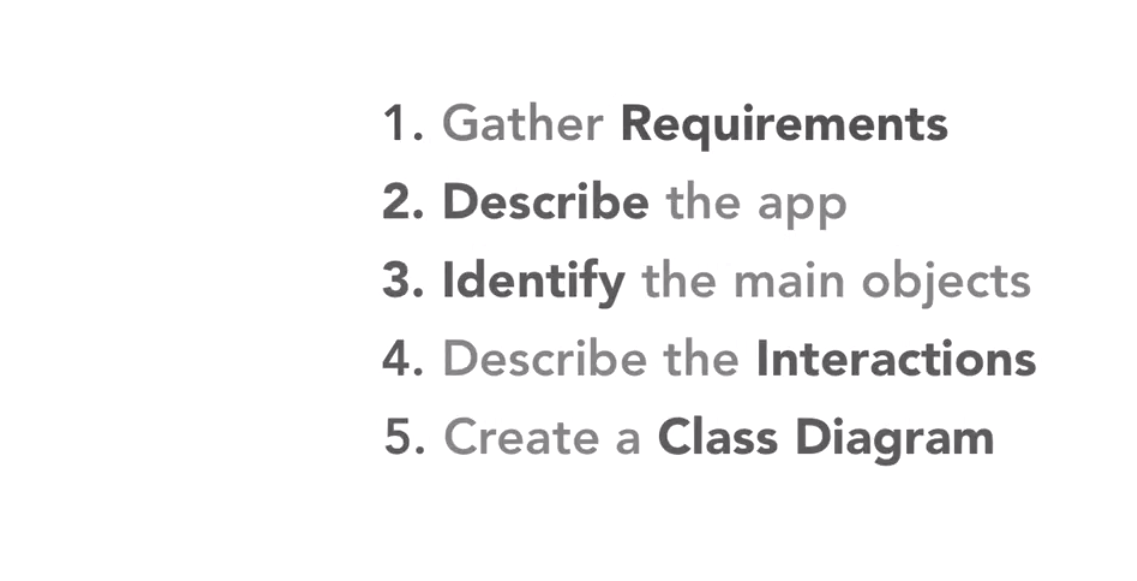 1. Gather Requirements
2. Describe the app
3. Identify the main objects
4. Describe the Interactions
5. Create a Class Diagram